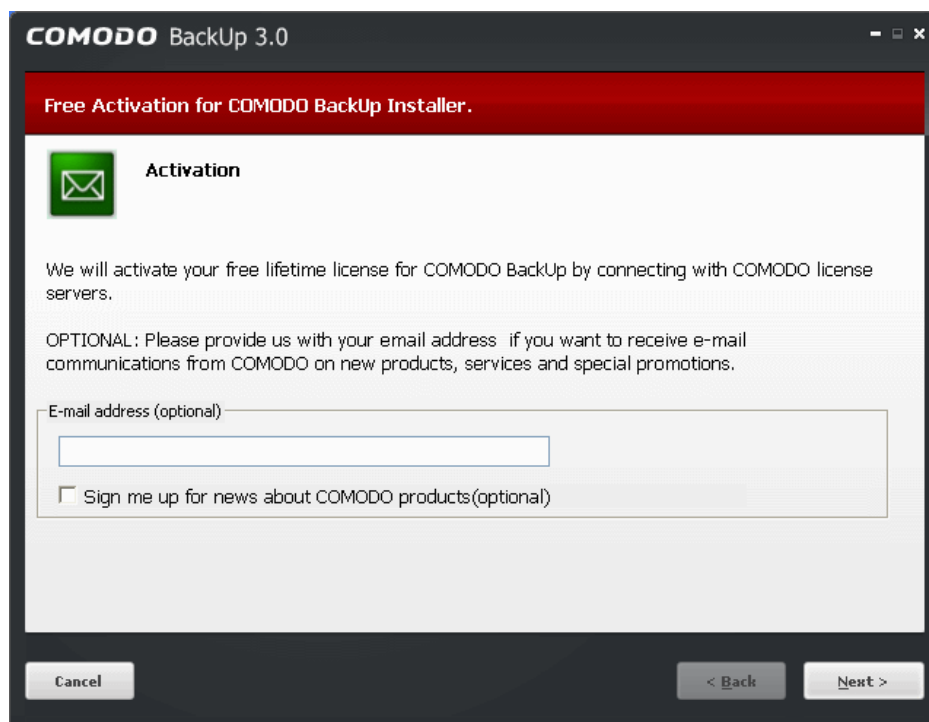 COMODO BackUp 3.0
Free Activation for COMODO BackUp Installer.
Activation
We will activate your free lifetime license for COMODO BackUp by connecting with COMODO license
servers.
OPTIONAL: Please provide us with your email address  if you want to receive e-mail
communications from COMODO on new products, services and special promotions.
E-mail address (optional)
Sign me up for news about COMODO products(optional)
Cancel
< Back
Next >